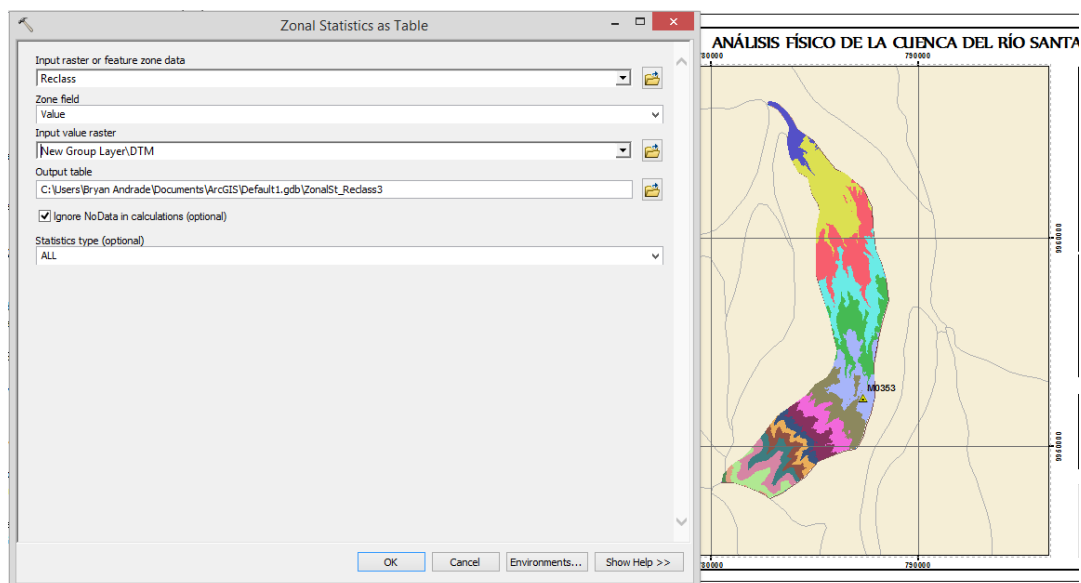 Zonal Statistics as Table
Input raster or feature zone data
Reclass
Zone field
Value
Input value raster
New Group Layer\DTM
Output table
C:\Users\Bryan Andrade\Documents\ArcGIS\Default1.gdb\ZonalSt_Reclass3
Ignore NoData in calculations (optional)
Statistics type (optional)
ALL
OK
Cancel
Environments...
Show Help >>
ANÁLISIS FÍSICO DE LA CUENCA DEL RÍO SANTA
790000
9960000
M0353
9950000
790000